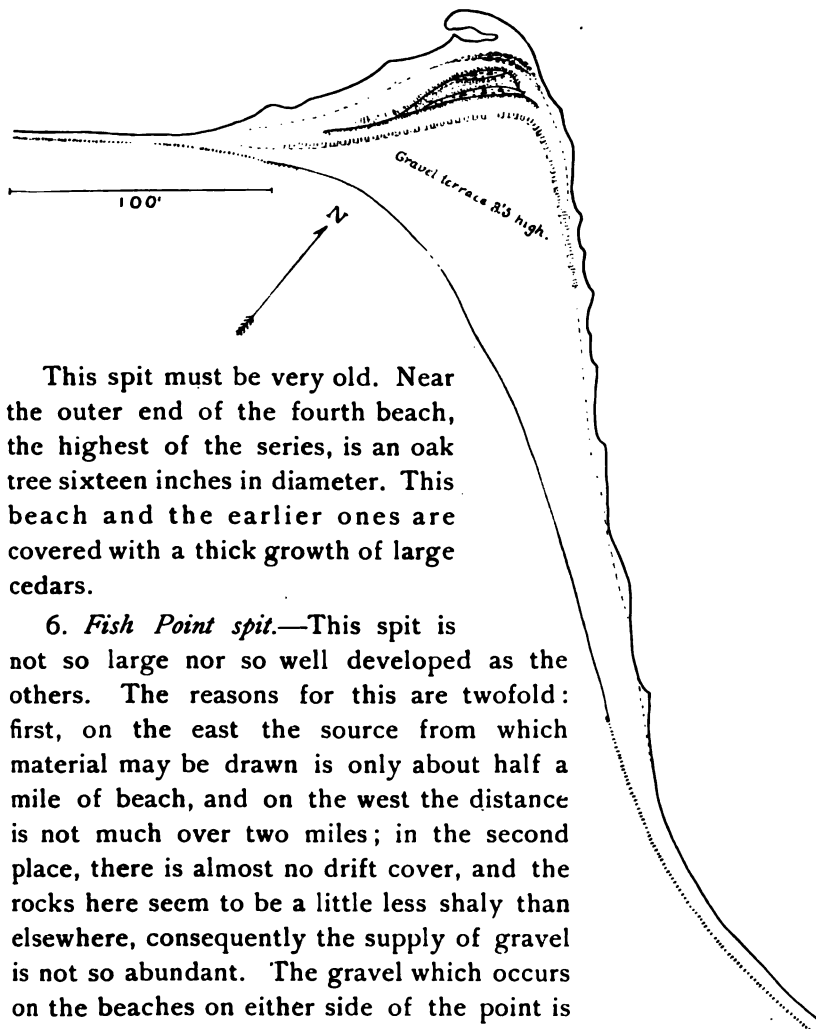 Gravel terrace 2.'5 high.
100'
N
This spit must be very old. Near
the outer end of the fourth beach,
the highest of the series, is an oak
tree sixteen inches in diameter. This
beach and the earlier ones are
covered with a thick growth of large
cedars.
6. Fish Point spit.—This spit is
not so large nor so well developed as the
others. The reasons for this are twofold:
first, on the east the source from which
material may be drawn is only about half a
mile of beach, and on the west the distance
is not much over two miles; in the second
place, there is almost no drift cover, and the
rocks here seem to be a little less shaly than
elsewhere, consequently the supply of gravel
is not so abundant. The gravel which occurs
on the beaches on either side of the point is